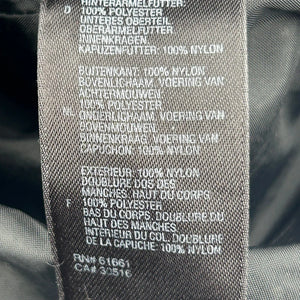 HINTERÄRMELFUTTER:
D 100% POLYESTER
UNTERES OBERTEIL
OBERÄRMELFUTTER
INNENKRAGEN
KAPUZENFUTTER: 100% NYLON
BUITENKANT: 100% NYLON
BOVENLICHAAM, VOERING VAN
ACHTERMOUWEN:
NL 100% POLYESTER
ONDERLICHAAM, VOERING VAN
BOVENMOUWEN
BINNENKRAAG, VOERING VAN
CAPUCHON: 100% NYLON
EXTERIEUR: 100% NYLON
DOUBLURE DOS DES
MANCHES, HAUT DU CORPS:
F 100% POLYESTER
BAS DU CORPS, DOUBLURE DU
HAUT DES MANCHES
INTERIEUR DU COL, DOUBLURE
DE LA CAPUCHE: 100% NYLON
RN# 61661
CA# 30516